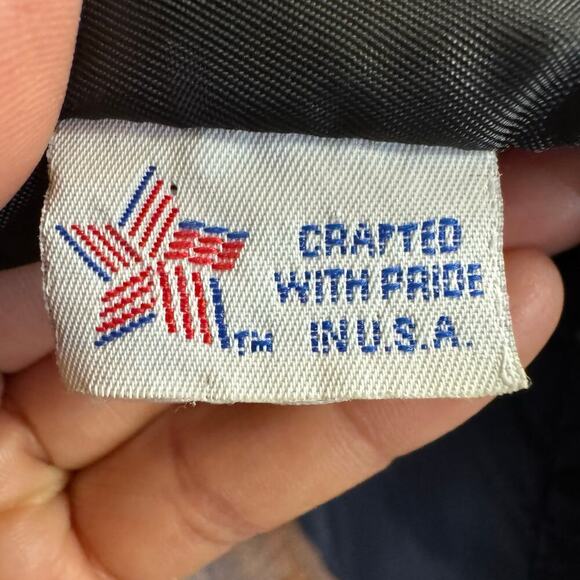 CRAFTED
WITH PRIDE
TM IN U.S.A.